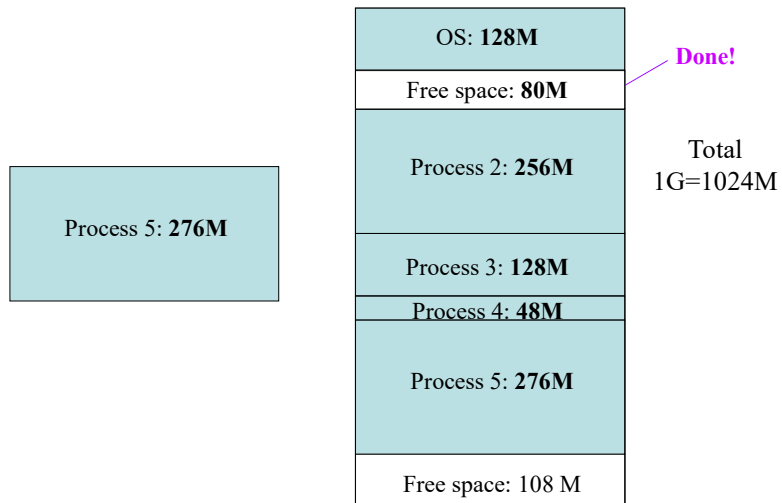 OS: 128M
Done!
Free space: 80M
Total
1G=1024M
Process 2: 256M
Process 5: 276M
Process 3: 128M
Process 4: 48M
Process 5: 276M
Free space: 108 M